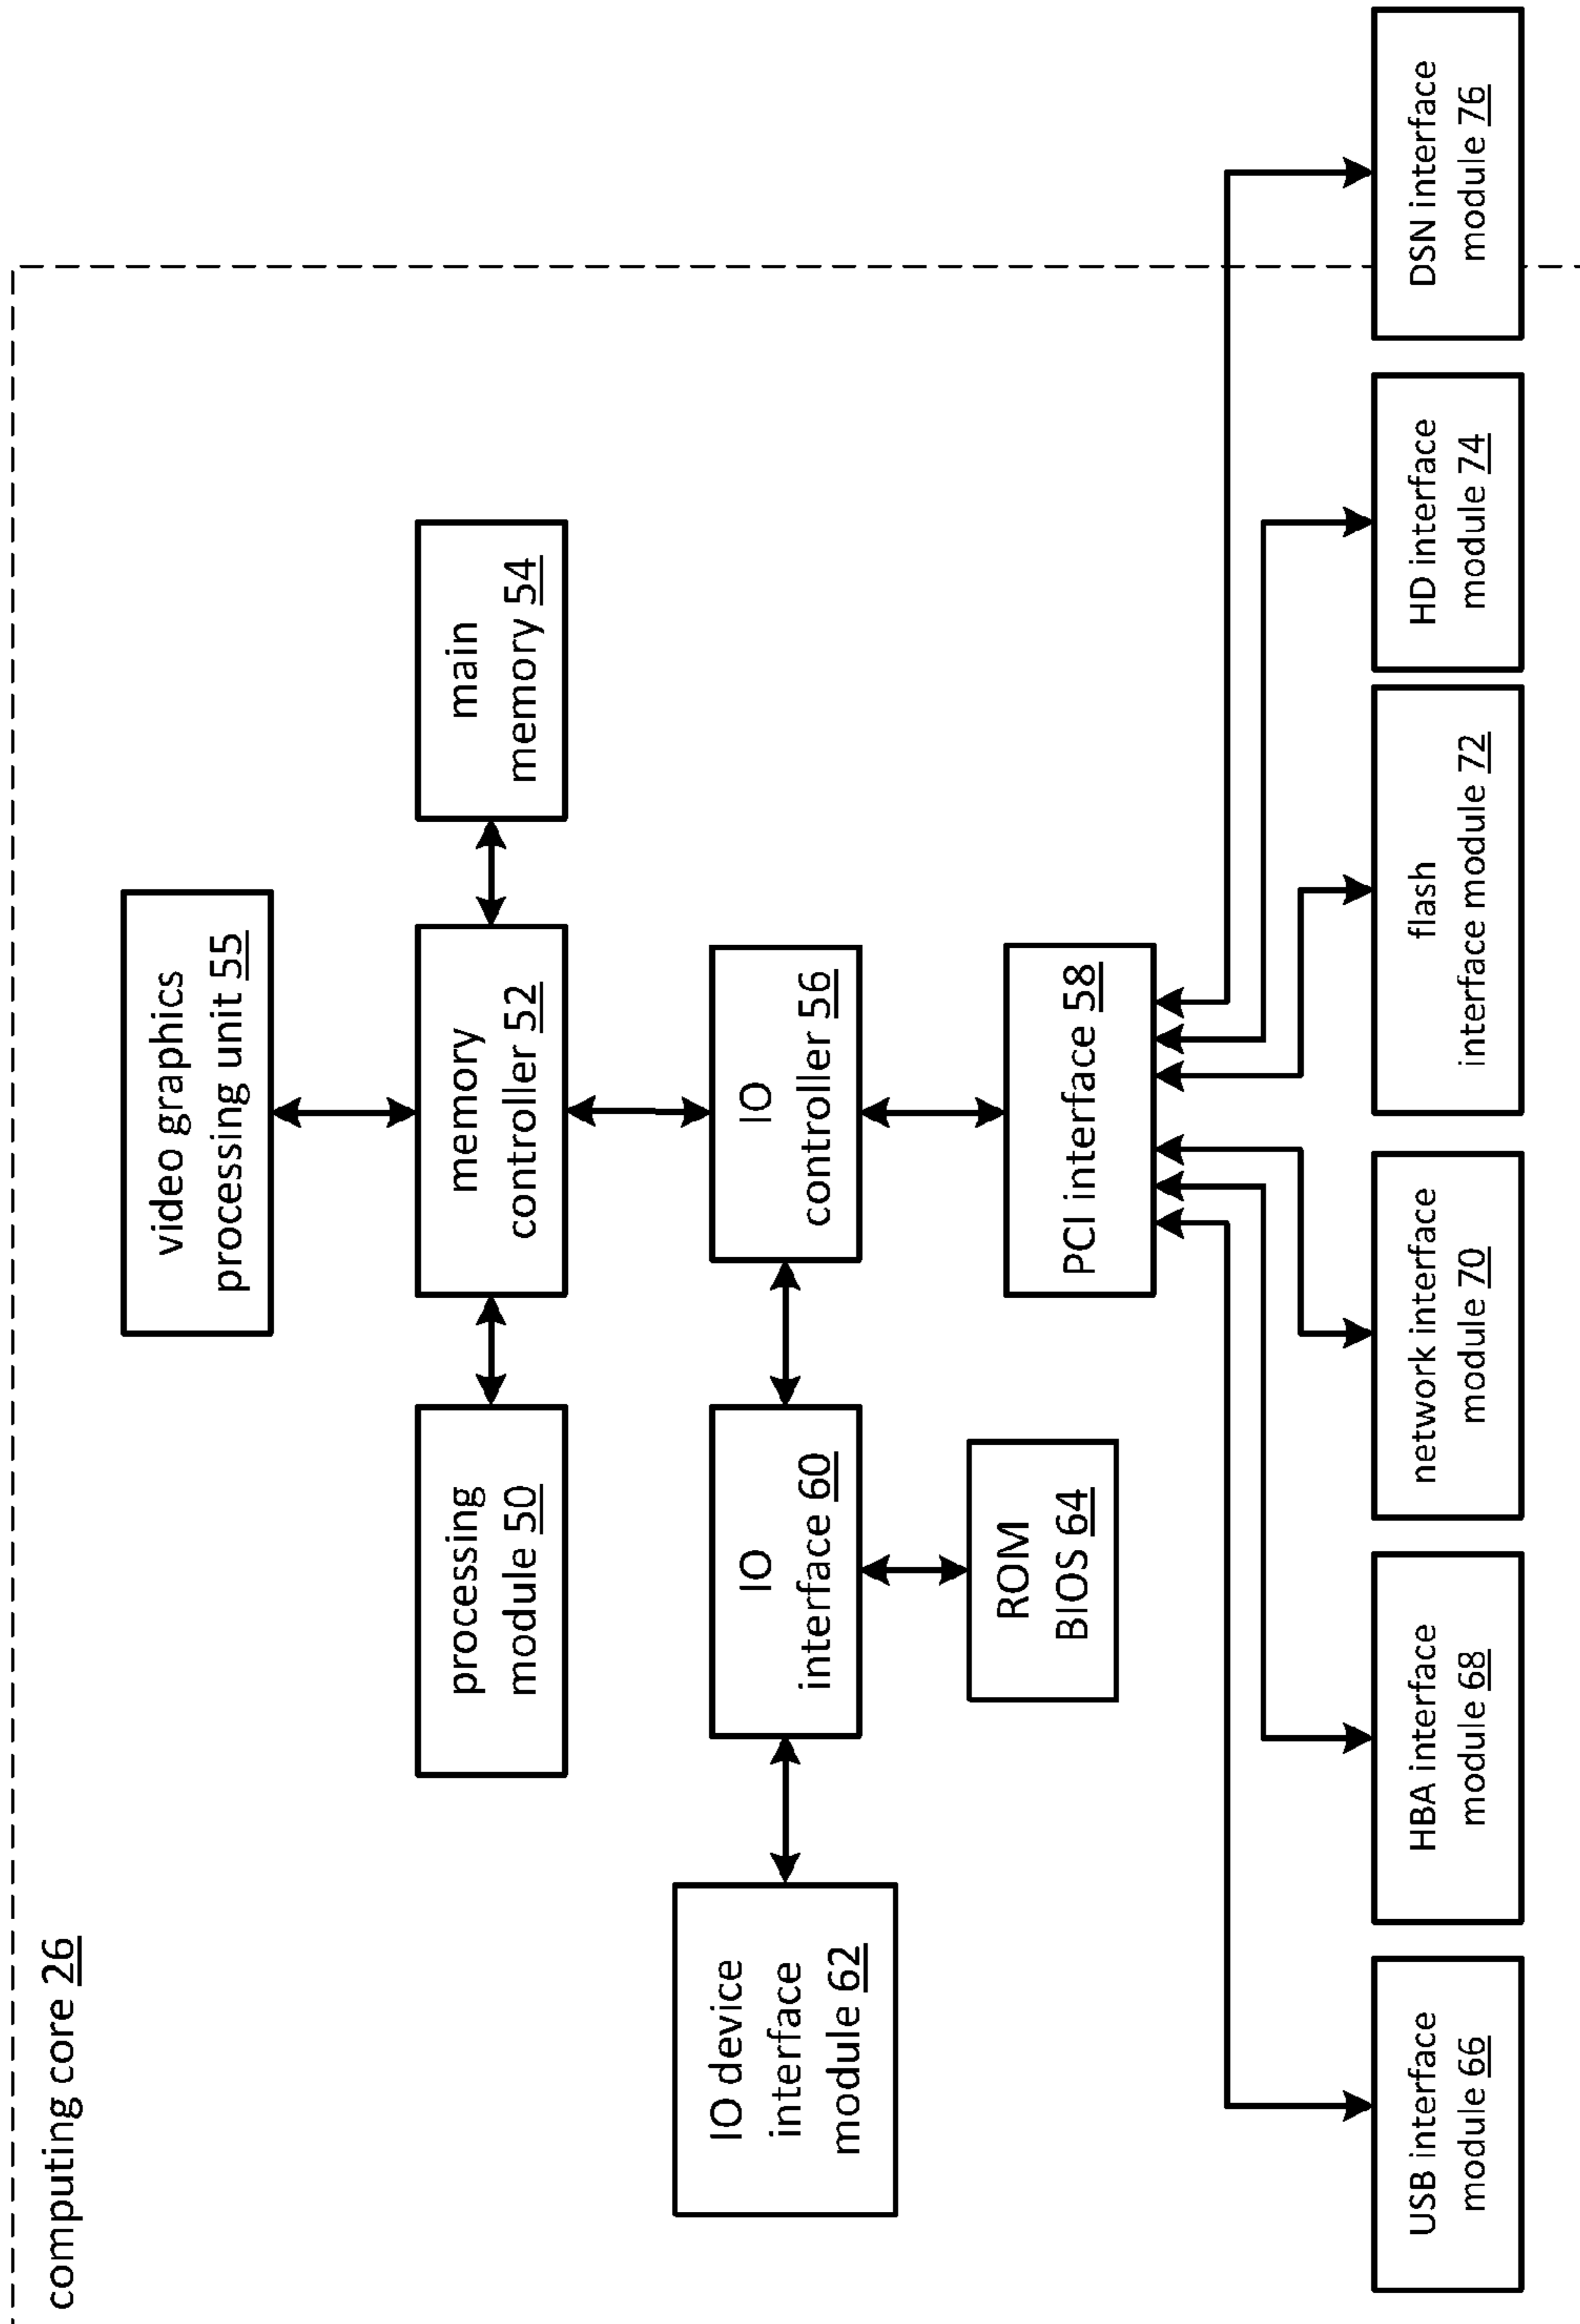 computing core 26
video graphics
processing unit 55
processing
module 50
memory
controller 52
main
memory 54
IO device
interface
module 62
IO
interface 60
IO
controller 56
ROM
BIOS 64
PCI interface 58
USB interface
module 66
HBA interface
module 68
network interface
module 70
flash
interface module 72
HD interface
module 74
DSN interface
module 76